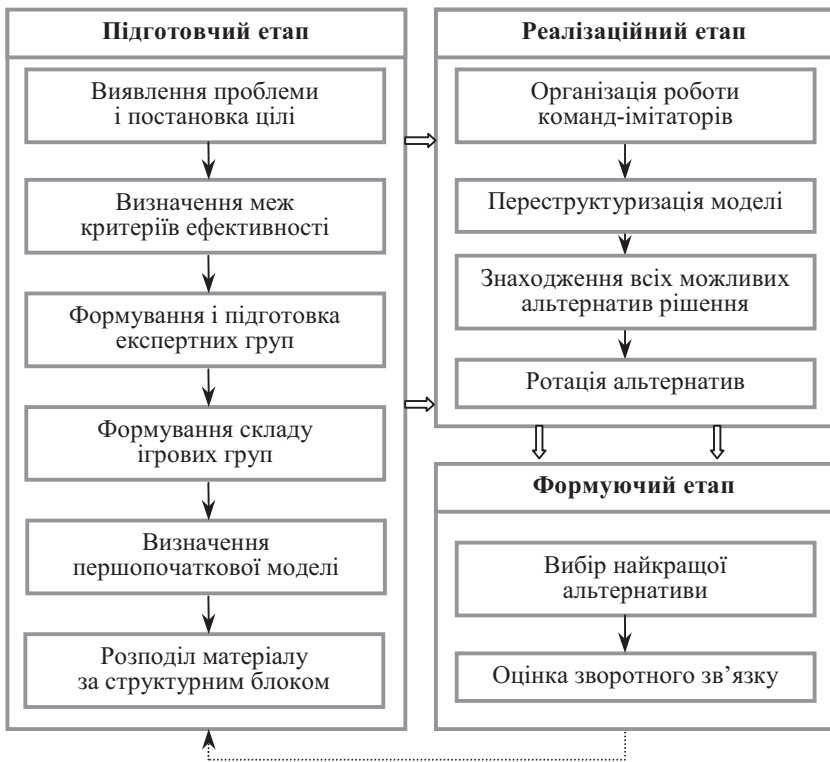 Підготовчий етап
Виявлення проблеми
і постановка цілі
Визначення меж
критеріїв ефективності
Формування і підготовка
експертних груп
Формування складу
ігрових груп
Визначення
першопочаткової моделі
Розподіл матеріалу
за структурним блоком
Реалізаційний етап
Організація роботи
команд-імітаторів
Переструктуризація моделі
Знаходження всіх можливих
альтернатив рішення
Ротація альтернатив
Формуючий етап
Вибір найкращої
альтернативи
Оцінка зворотного зв’язку